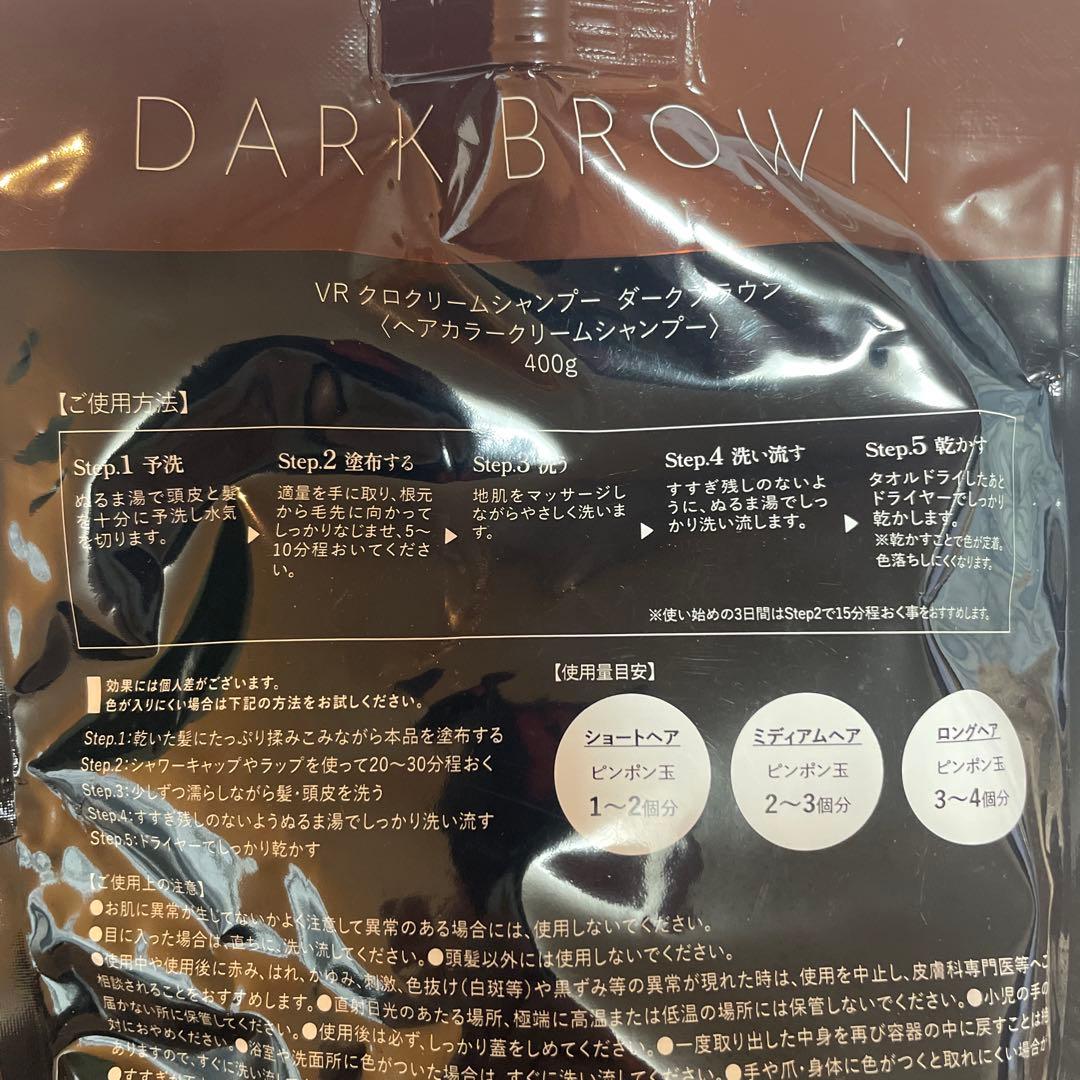 DARK BROWN
VR クロクリームシャンプー ダークブラウン
〈ヘアカラークリームシャンプー〉
400g
【ご使用方法】
Step.1 予洗
ぬるま湯で頭皮と髪
を十分に予洗し水気
を切ります。
Step.2 塗布する
適量を手に取り、根元
から毛先に向かって
しっかりなじませ、5〜
10分程おいてくださ
い。
Step.3 洗う
地肌をマッサージし
ながらやさしく洗いま
す。
Step.4 洗い流す
すすぎ残しのないよ
うに、ぬるま湯でしっ
かり洗い流します。
Step.5 乾かす
タオルドライしたあと
ドライヤーでしっかり
乾かします。
※乾かすことで色が定着。
色落ちしにくくなります。
※使い始めの3日間はStep2で15分程おく事をおすすめします。
効果には個人差がございます。
色が入りにくい場合は下記の方法をお試しください。
Step.1:乾いた髪にたっぷり揉みこみながら本品を塗布する
Step.2:シャワーキャップやラップを使って20〜30分程おく
Step.3:少しずつ濡らしながら髪・頭皮を洗う
Step.4:すすぎ残しのないようぬるま湯でしっかり洗い流す
Step.5:ドライヤーでしっかり乾かす
【使用量目安】
ショートヘア
ピンポン玉
1〜2個分
ミディアムヘア
ピンポン玉
2〜3個分
ロングヘア
ピンポン玉
3〜4個分
【ご使用上の注意】
●お肌に異常が生じてないかよく注意して異常のある場合には、使用しないでください。
●目に入った場合は、直ちに、洗い流してください。●頭髪以外には使用しないでください。
●使用中や使用後に赤み、はれ、かゆみ、刺激、色抜け(白斑等)や黒ずみ等の異常が現れた時は、使用を中止し、皮膚科専門医等へご
相談されることをおすすめします。●直射日光のあたる場所、極端に高温または低温の場所には保管しないでください。●小児の手の
届かない所に保管してください。●使用後は必ず、しっかり蓋をしめてください。●一度取り出した中身を再び容器の中に戻すことは絶
対におやめください。●浴室や洗面所に色がついた場合は、すぐに洗い流してください。●手や爪・身体に色がつくと取れにくい場合が
ありますので、すぐに洗い流して